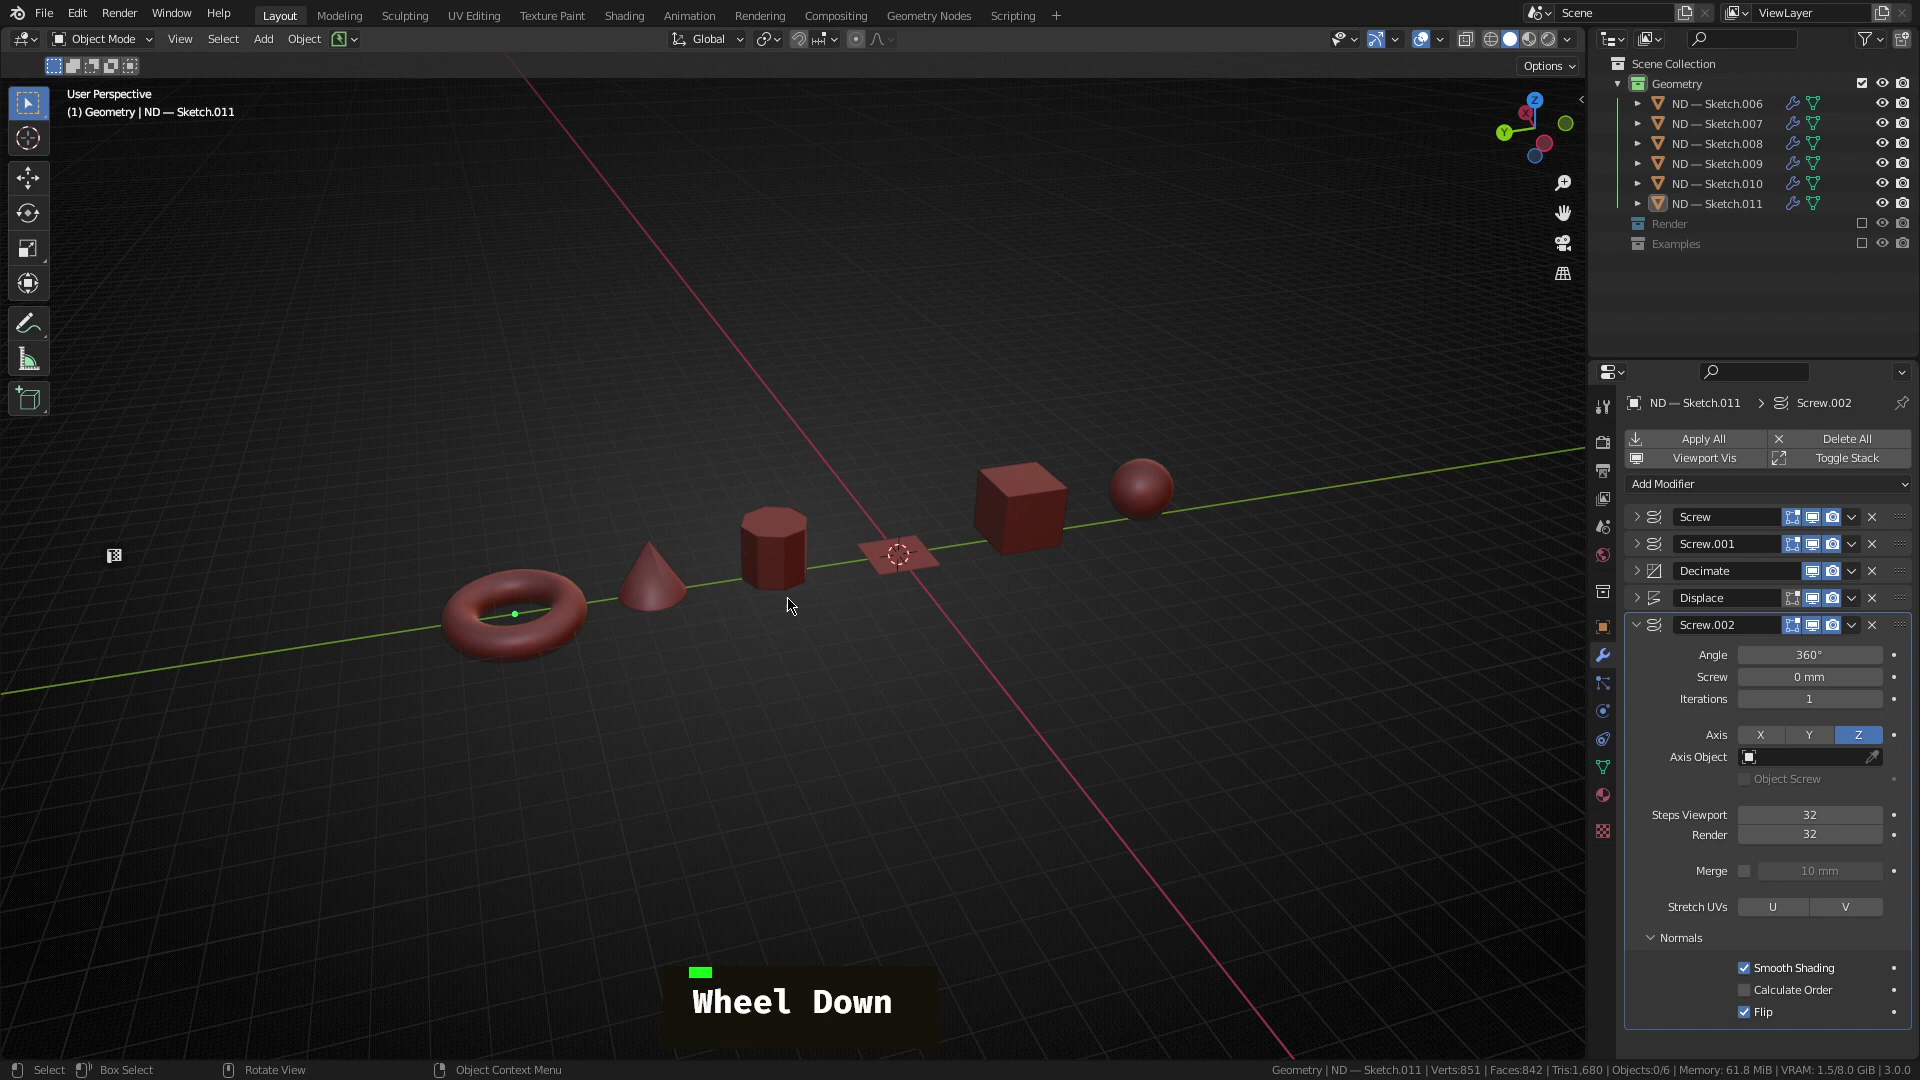 File Edit Render Window Help Layout Modeling Sculpting UV Editing Texture Paint Shading Animation Rendering Compositing Geometry Nodes Scripting + Scene ViewLayer
Object Mode View Select Add Object Global
Options
User Perspective
(1) Geometry | ND — Sketch.011
Z
X
Y
Wheel Down
Scene Collection
Geometry
ND — Sketch.006
ND — Sketch.007
ND — Sketch.008
ND — Sketch.009
ND — Sketch.010
ND — Sketch.011
Render
Examples
ND — Sketch.011 > Screw.002
Apply All Delete All
Viewport Vis Toggle Stack
Add Modifier
Screw
Screw.001
Decimate
Displace
Screw.002
Angle 360°
Screw 0 mm
Iterations 1
Axis X Y Z
Axis Object
Object Screw
Steps Viewport 32
Render 32
Merge 10 mm
Stretch UVs U V
Normals
Smooth Shading
Calculate Order
Flip
Select Box Select Rotate View Object Context Menu Geometry | ND — Sketch.011 | Verts:851 | Faces:842 | Tris:1,680 | Objects:0/6 | Memory: 61.8 MiB | VRAM: 1.5/8.0 GiB | 3.0.0